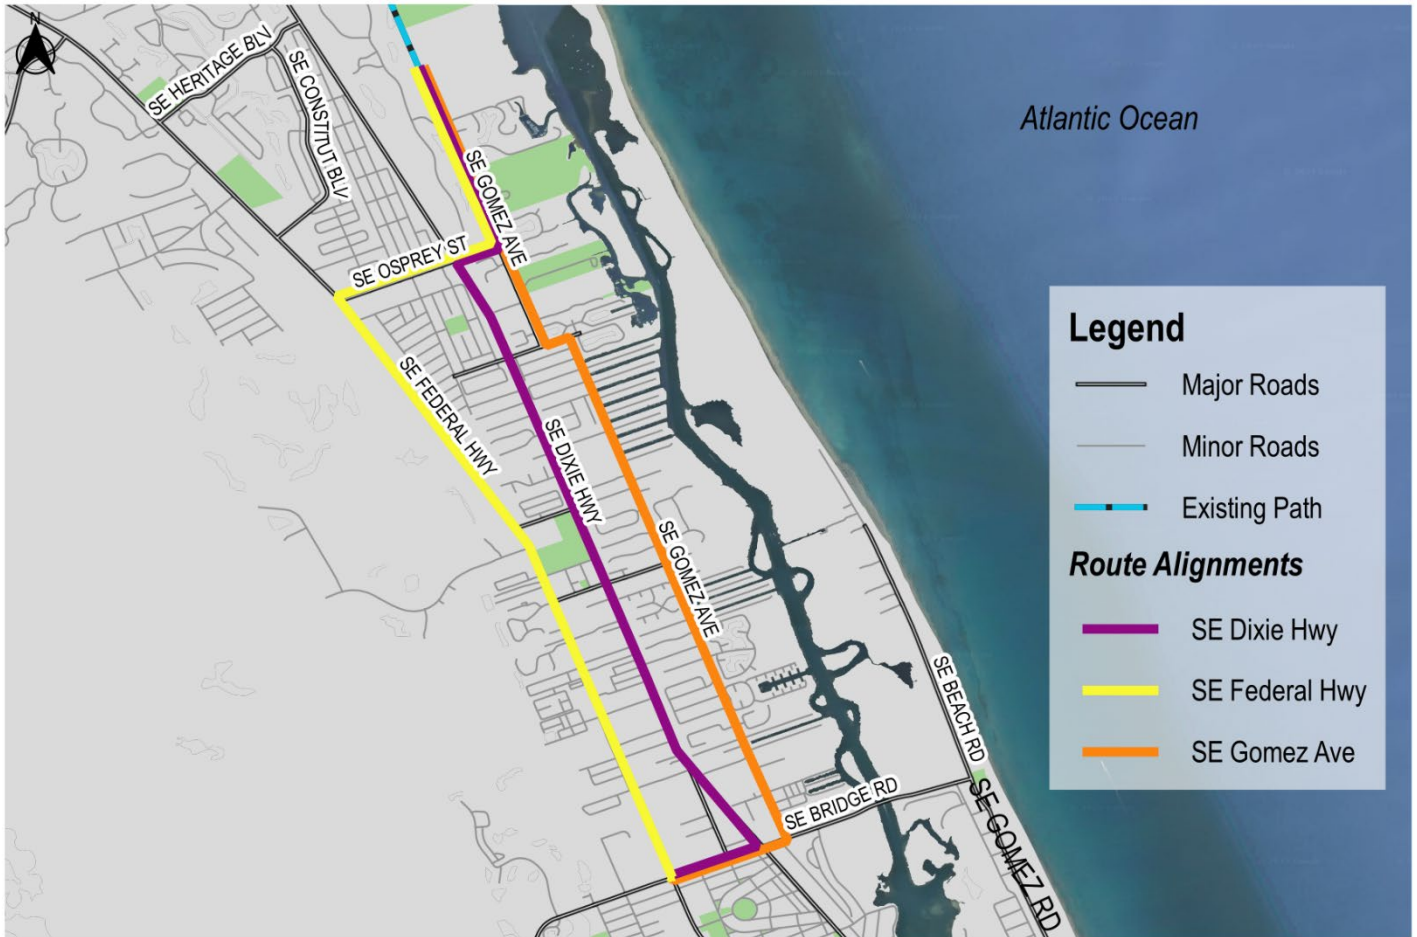 N
SE HERITAGE BLV
SE CONSTITUT BLV
Atlantic Ocean
SE GOMEZ AVE
SE OSPREY ST
SE FEDERAL HWY
SE DIXIE HWY
SE GOMEZ AVE
SE BEACH RD
SE BRIDGE RD
SE GOMEZ RD
Legend
Major Roads
Minor Roads
Existing Path
Route Alignments
SE Dixie Hwy
SE Federal Hwy
SE Gomez Ave